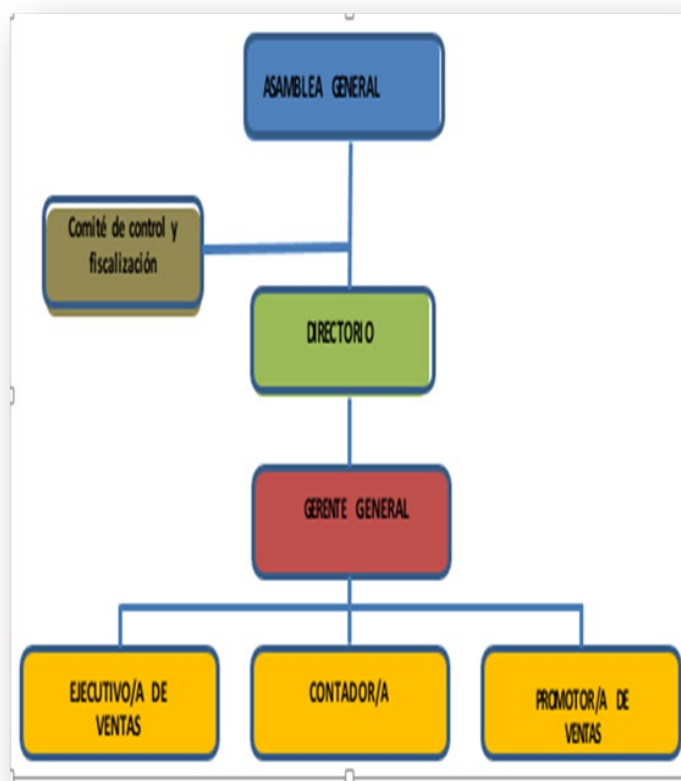 ASAMBLEA GENERAL
Comité de control y
fiscalización
DIRECTORIO
GERENTE GENERAL
EJECUTIVO/A DE
VENTAS
CONTADOR/A
PROMOTOR/A DE
VENTAS